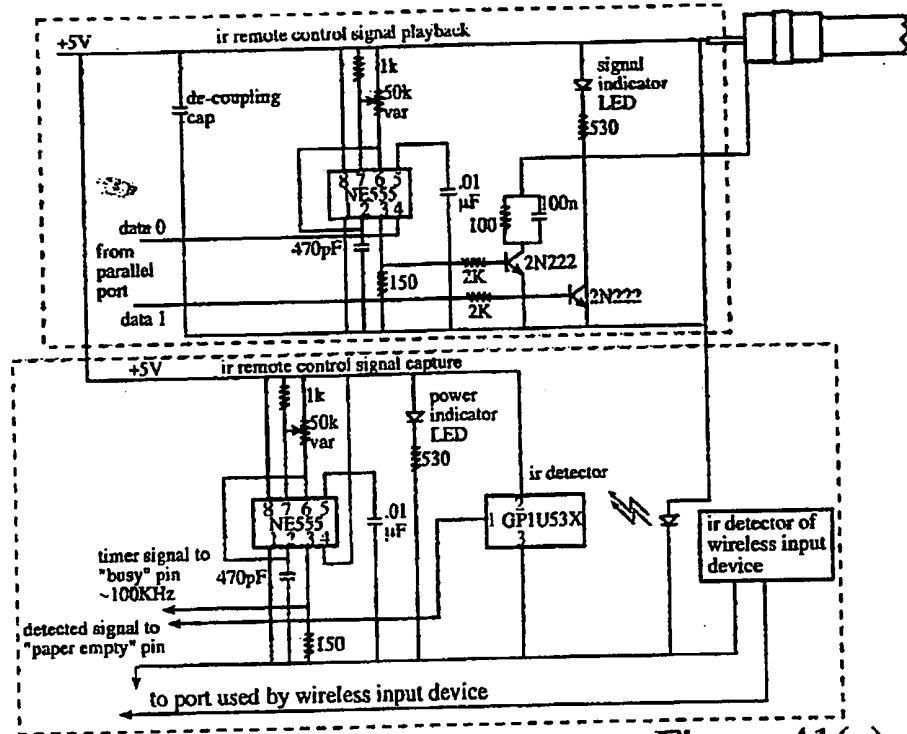 +5V
ir remote control signal playback
1k
50k
var
de-coupling
cap
signal
indicator
LED
530
8 7 6 5
NE555
1 2 3 4
.01
μF
100
100n
data 0
from
parallel
port
data 1
470pF
150
2K
2N222
2K
2N222
+5V
ir remote control signal capture
1k
50k
var
power
indicator
LED
530
ir detector
8 7 6 5
NE555
1 2 3 4
.01
μF
2
1 GP1U53X
3
ir detector of
wireless input
device
timer signal to
"busy" pin
~100KHz
470pF
detected signal to
"paper empty" pin
150
to port used by wireless input device